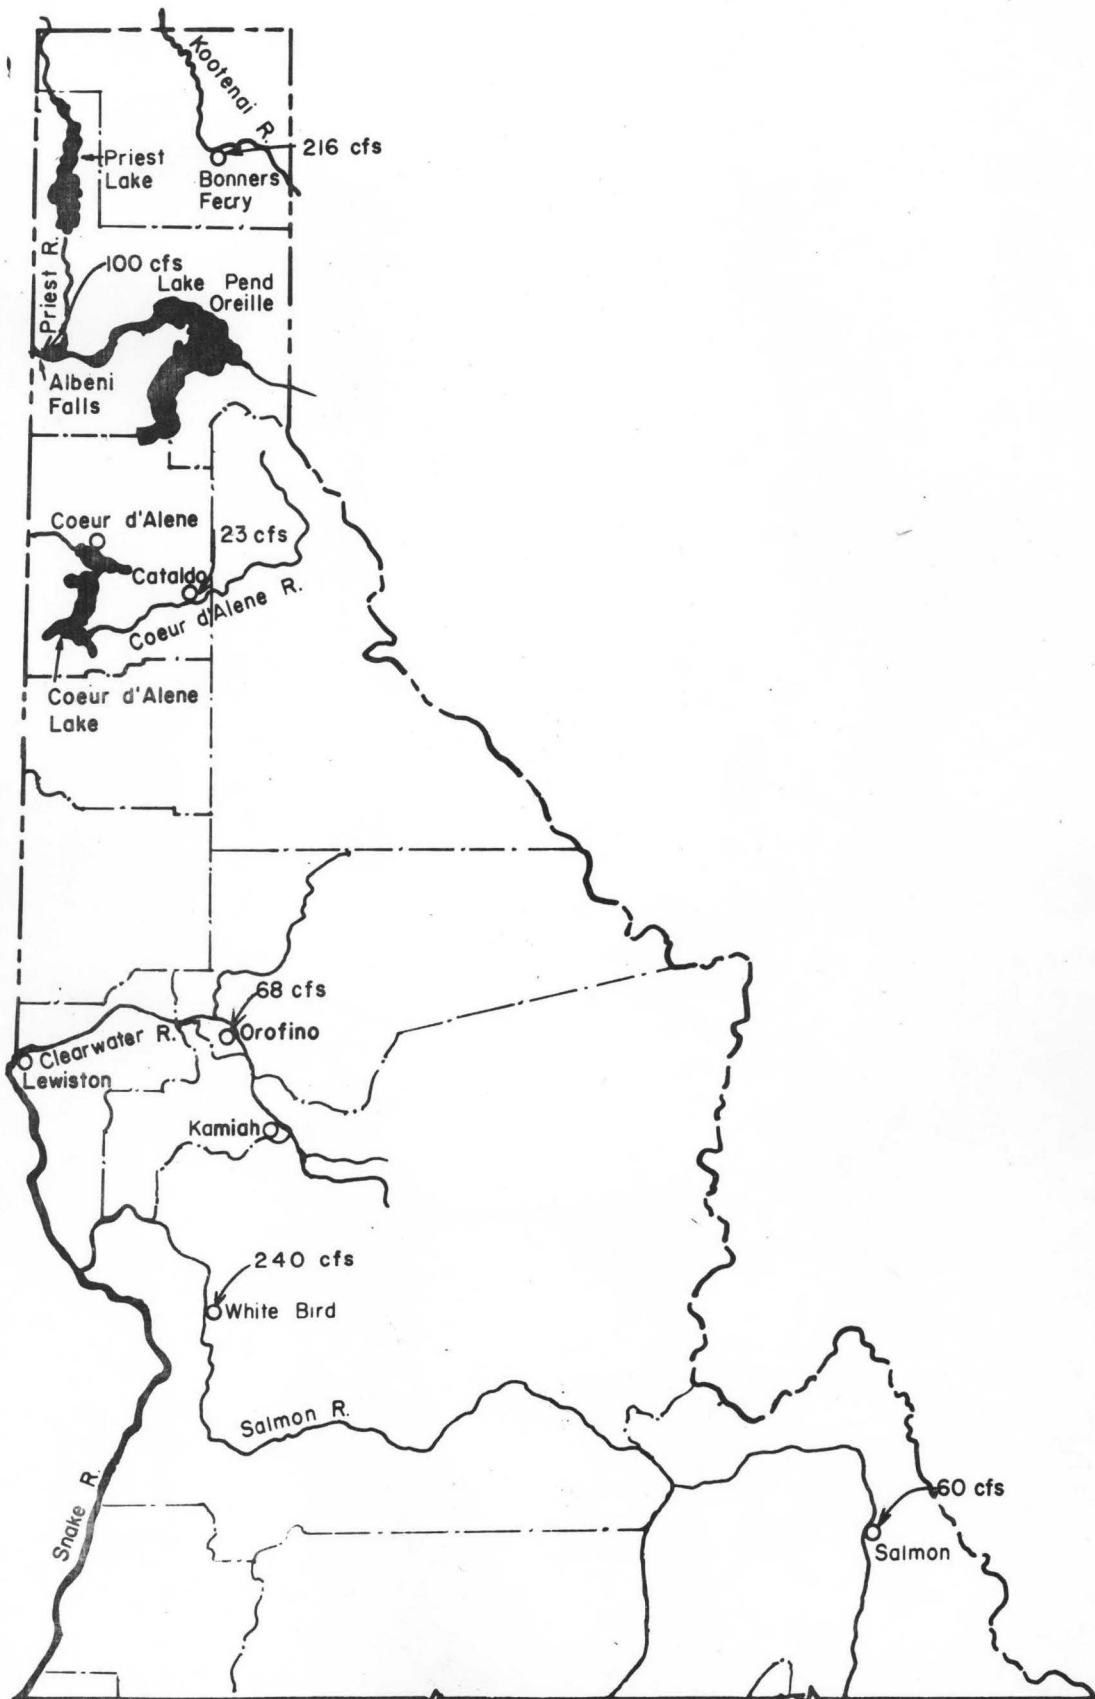 Kootenai R.
216 cfs
Priest
Lake
Bonners
Ferry
Priest R.
100 cfs
Lake Pend
Oreille
Albeni
Falls
Coeur d'Alene
23 cfs
Cataldo
Coeur d'Alene R.
Coeur d'Alene
Lake
68 cfs
Orofino
Clearwater R.
Lewiston
Kamiah
240 cfs
White Bird
Salmon R.
Snake R.
60 cfs
Salmon